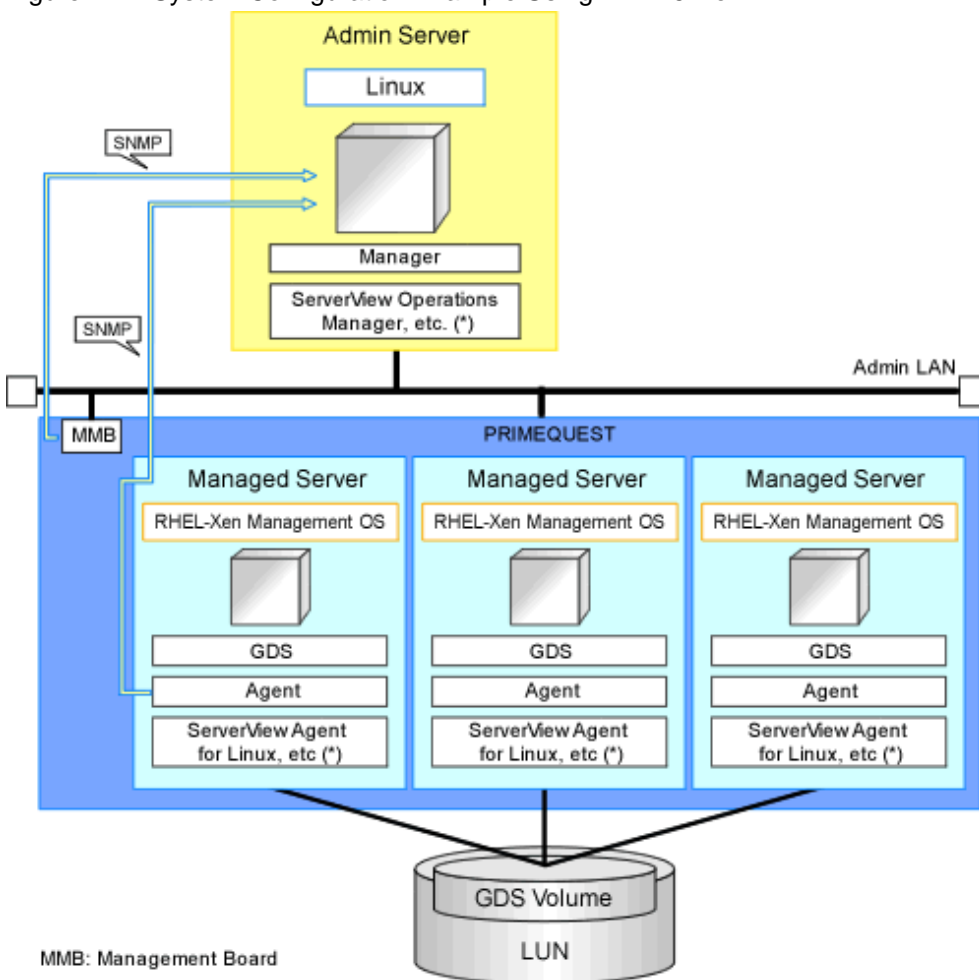 Admin Server
Linux
SNMP
Manager
ServerView Operations
Manager, etc. (*)
SNMP
Admin LAN
MMB
PRIMEQUEST
Managed Server
Managed Server
Managed Server
RHEL-Xen Management OS
RHEL-Xen Management OS
RHEL-Xen Management OS
GDS
GDS
GDS
Agent
Agent
Agent
ServerView Agent
for Linux, etc (*)
ServerView Agent
for Linux, etc (*)
ServerView Agent
for Linux, etc (*)
GDS Volume
LUN
MMB: Management Board